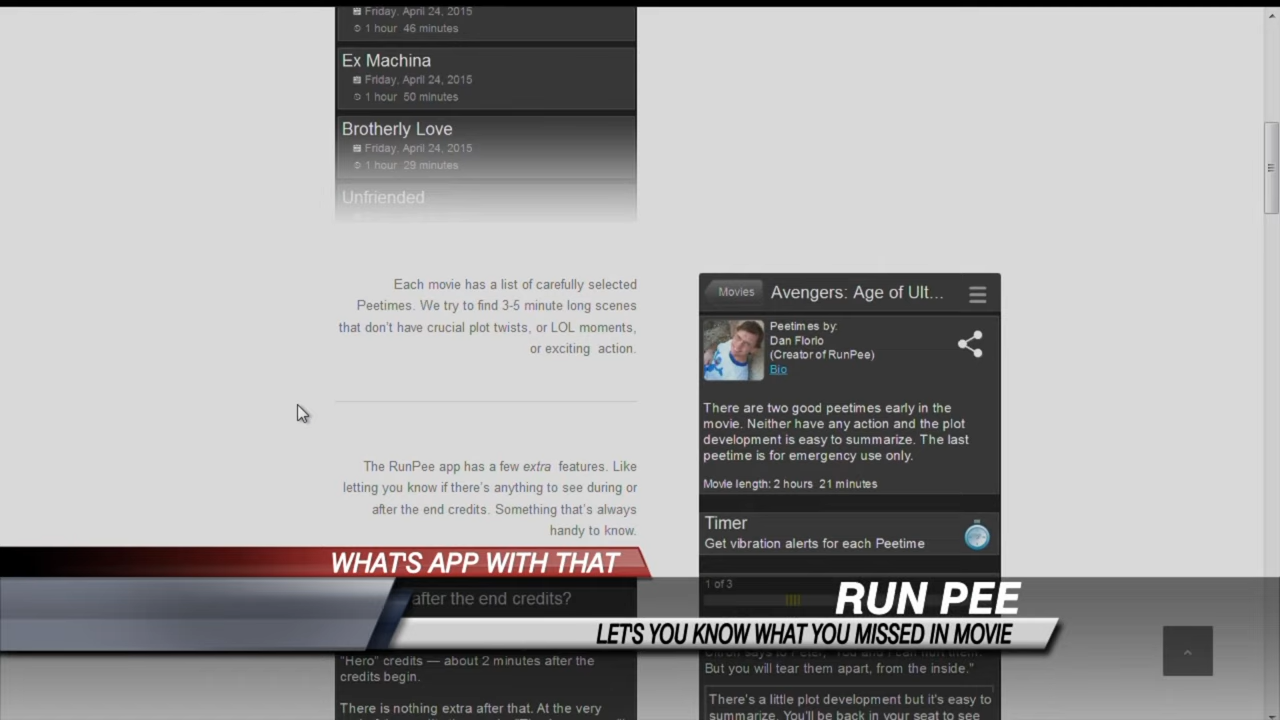 Friday, April 24, 2015
1 hour 46 minutes
Ex Machina
Friday, April 24, 2015
1 hour 50 minutes
Brotherly Love
Friday, April 24, 2015
1 hour 29 minutes
Unfriended
Each movie has a list of carefully selected
Peetimes. We try to find 3-5 minute long scenes
that don't have crucial plot twists, or LOL moments,
or exciting action.
The RunPee app has a few extra features. Like
letting you know if there's anything to see during or
after the end credits. Something that's always
handy to know.
after the end credits?
"Hero" credits — about 2 minutes after the
credits begin.
There is nothing extra after that. At the very
Movies
Avengers: Age of Ult...
Peetimes by:
Dan Florio
(Creator of RunPee)
Bio
There are two good peetimes early in the
movie. Neither have any action and the plot
development is easy to summarize. The last
peetime is for emergency use only.
Movie length: 2 hours 21 minutes
Timer
Get vibration alerts for each Peetime
1 of 3
But you will tear them apart, from the inside."
There's a little plot development but it's easy to
summarize. You'll be back in your seat to see
WHAT'S APP WITH THAT
RUN PEE
LET'S YOU KNOW WHAT YOU MISSED IN MOVIE